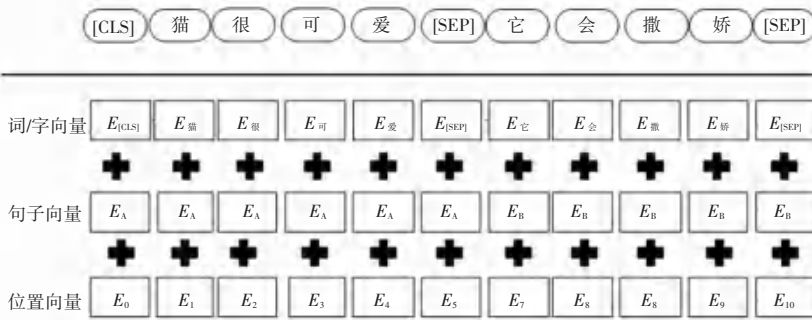 [CLS] 猫 很 可 爱 [SEP] 它 会 撒 娇 [SEP]
词/字向量 E[CLS] E猫 E很 E可 E爱 E[SEP] E它 E会 E撒 E娇 E[SEP]
句子向量 EA EA EA EA EA EA EB EB EB EB EB
位置向量 E0 E1 E2 E3 E4 E5 E7 E8 E8 E9 E10